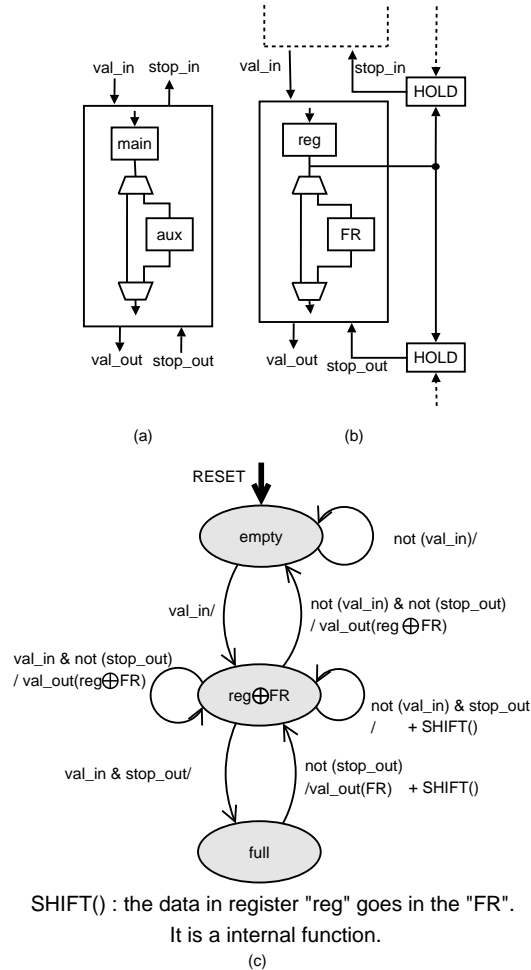 val_in
stop_in
main
aux
val_out
stop_out
(a)
val_in
stop_in
HOLD
reg
FR
val_out
stop_out
HOLD
(b)
RESET
empty
not (val_in)/
val_in/
not (val_in) & not (stop_out)
/ val_out(reg⊕FR)
val_in & not (stop_out)
/ val_out(reg⊕FR)
reg⊕FR
not (val_in) & stop_out
/ + SHIFT()
val_in & stop_out/
not (stop_out)
/val_out(FR) + SHIFT()
full
SHIFT() : the data in register "reg" goes in the "FR".
It is a internal function.
(c)